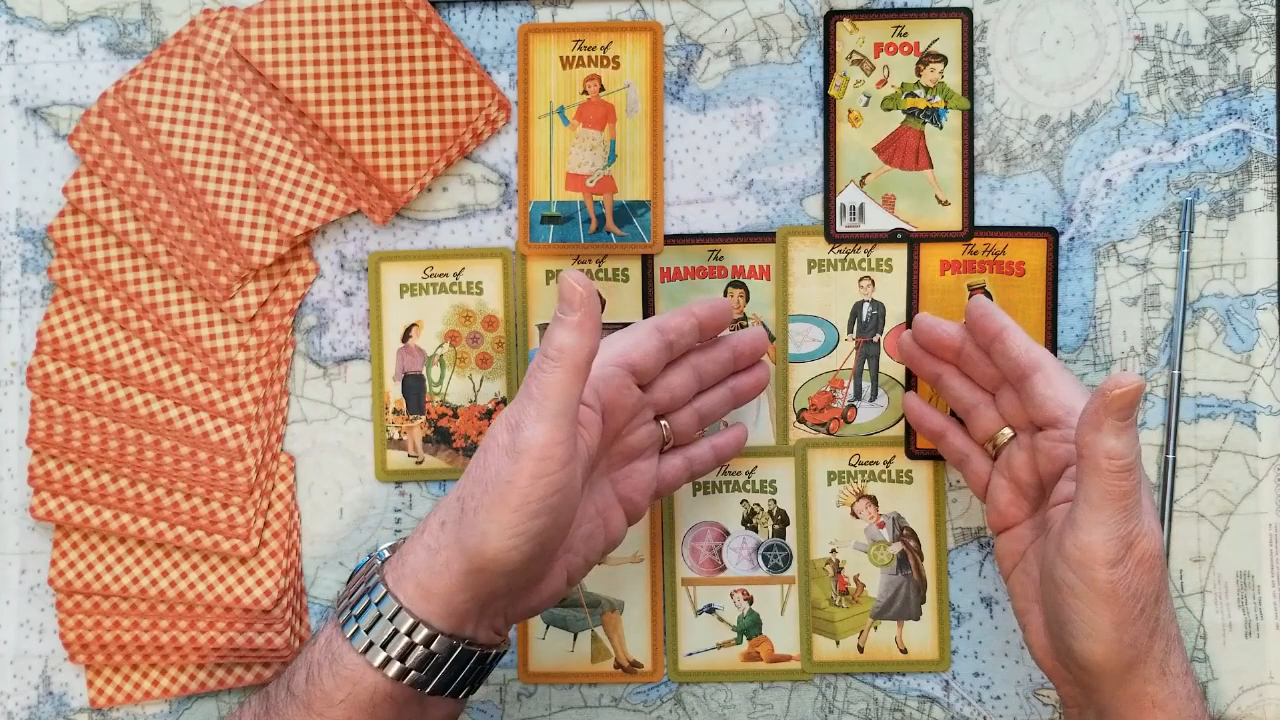 Three of
WANDS
The
FOOL
Seven of
PENTACLES
Four of
PENTACLES
The
HANGED MAN
Knight of
PENTACLES
The High
PRIESTESS
Three of
PENTACLES
Queen of
PENTACLES